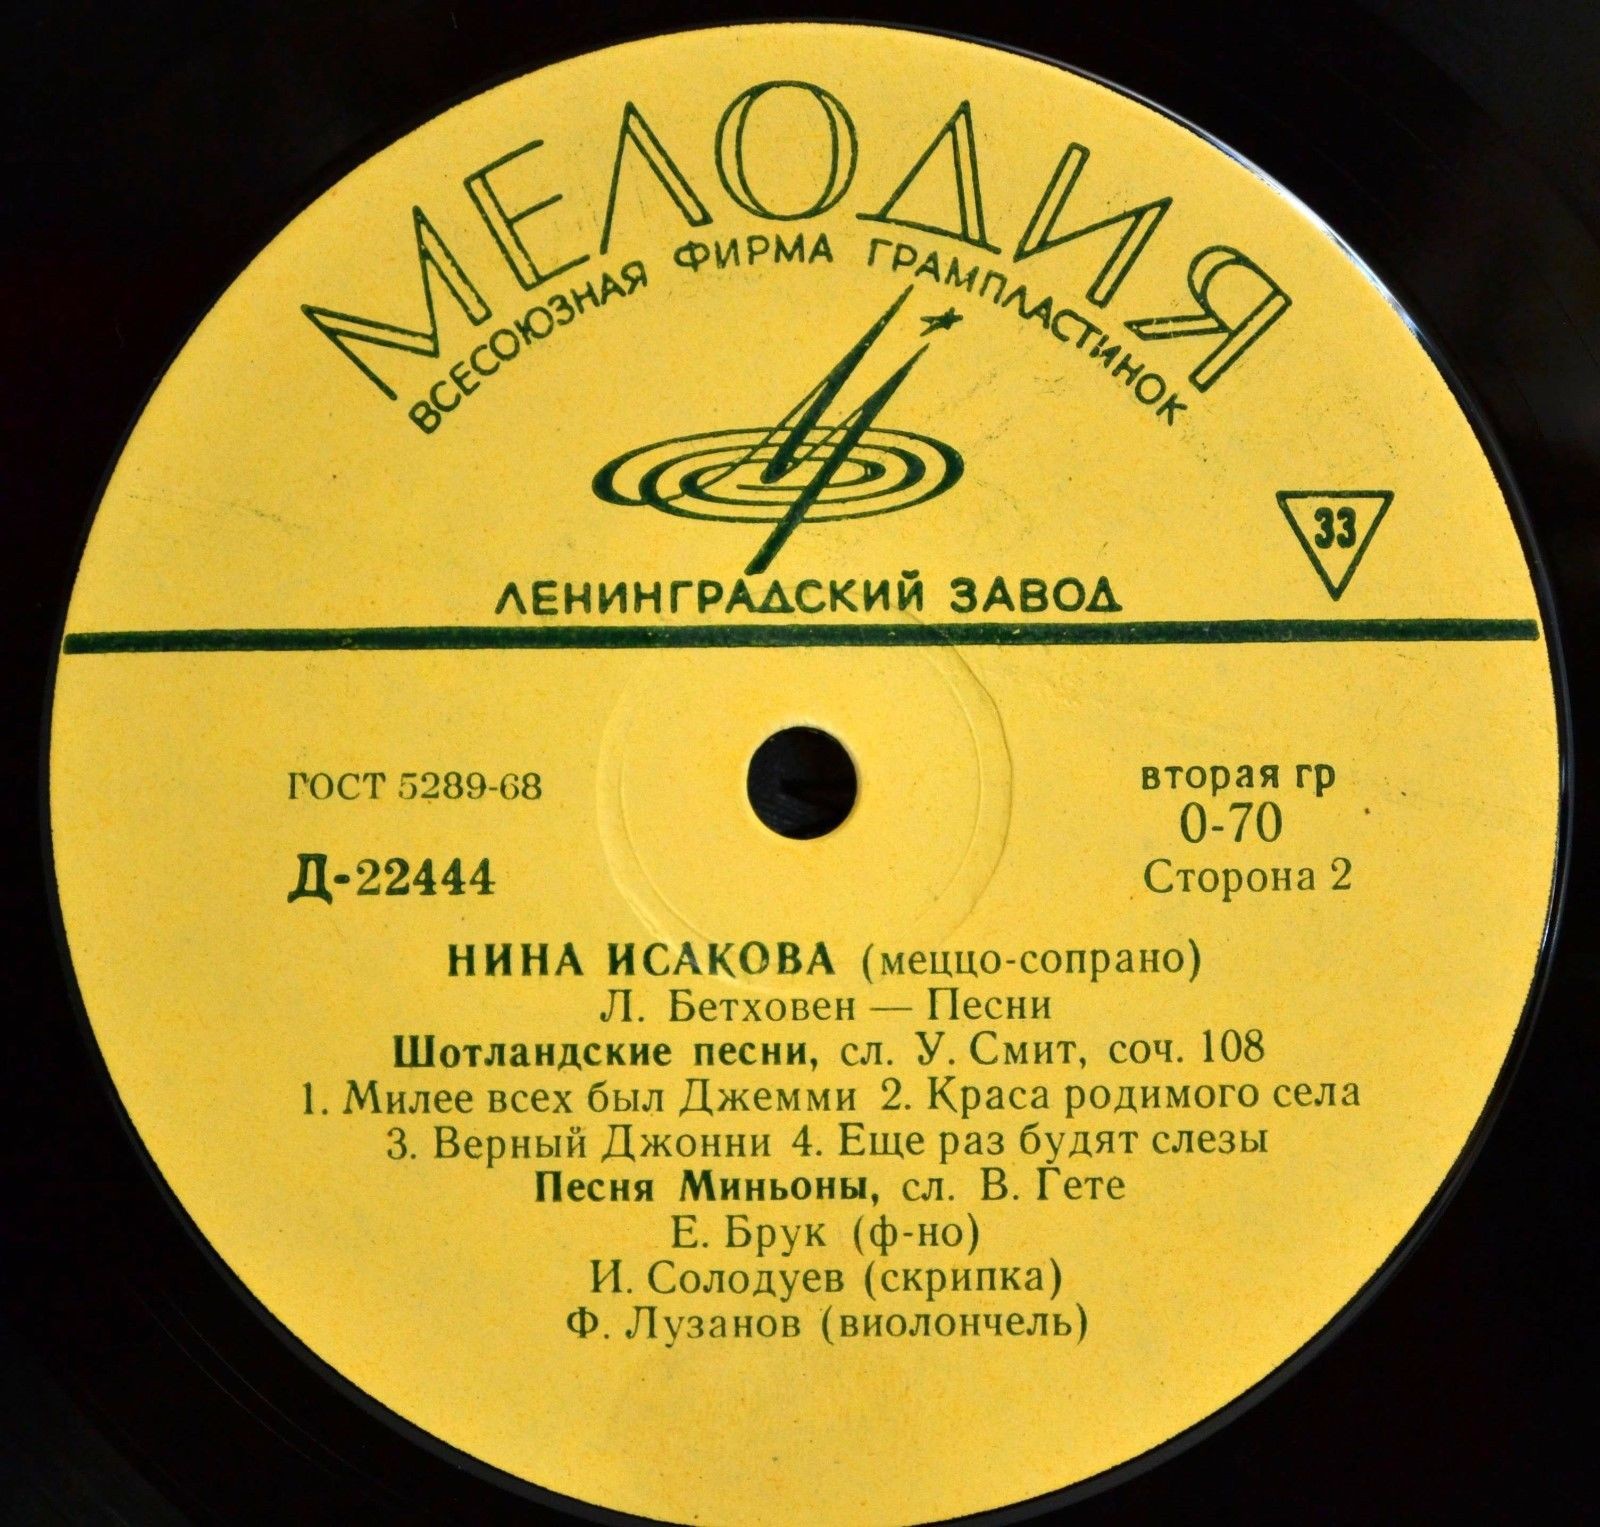 МЕЛОДИЯ
ВСЕСОЮЗНАЯ ФИРМА ГРАМПЛАСТИНОК
33
ЛЕНИНГРАДСКИЙ ЗАВОД
ГОСТ 5289-68
Д-22444
вторая гр
0-70
Сторона 2
НИНА ИСАКОВА (меццо-сопрано)
Л. Бетховен — Песни
Шотландские песни, сл. У. Смит, соч. 108
1. Милее всех был Джемми 2. Краса родимого села
3. Верный Джонни 4. Еще раз будят слезы
Песня Миньоны, сл. В. Гете
Е. Брук (ф-но)
И. Солодуев (скрипка)
Ф. Лузанов (виолончель)